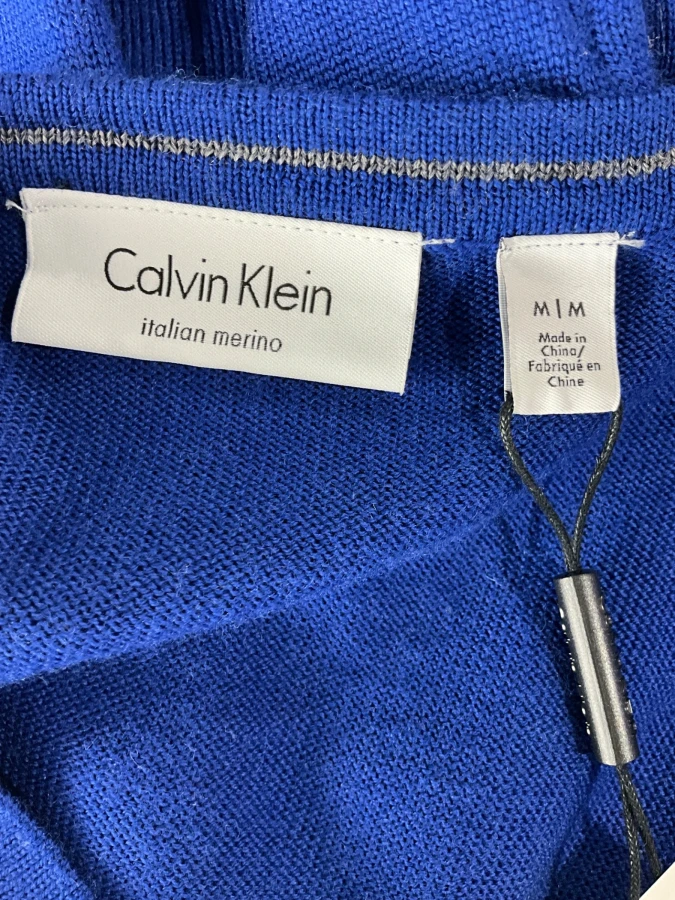 Calvin Klein
italian merino
M|M
Made in
China/
Fabriqué en
Chine